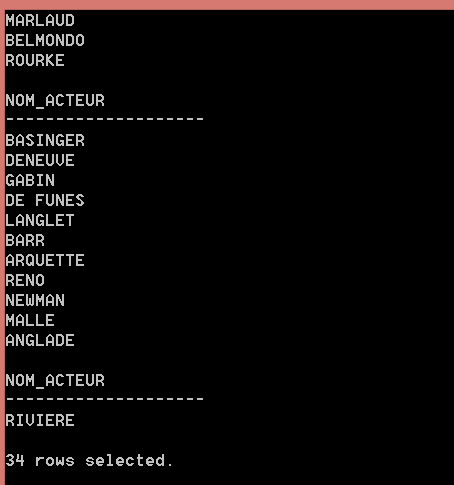 MARLAUD
BELMONDO
ROURKE
NOM_ACTEUR
--------------------
BASINGER
DENEUVE
GABIN
DE FUNES
LANGLET
BARR
ARQUETTE
RENO
NEWMAN
MALLE
ANGLADE
NOM_ACTEUR
--------------------
RIVIERE
34 rows selected.